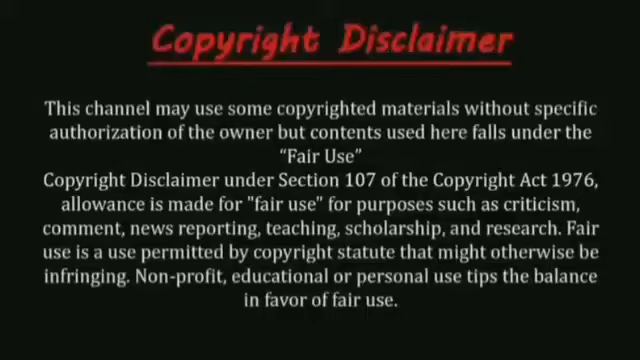 Copyright Disclaimer
This channel may use some copyrighted materials without specific
authorization of the owner but contents used here falls under the
“Fair Use”
Copyright Disclaimer under Section 107 of the Copyright Act 1976,
allowance is made for "fair use" for purposes such as criticism,
comment, news reporting, teaching, scholarship, and research. Fair
use is a use permitted by copyright statute that might otherwise be
infringing. Non-profit, educational or personal use tips the balance
in favor of fair use.